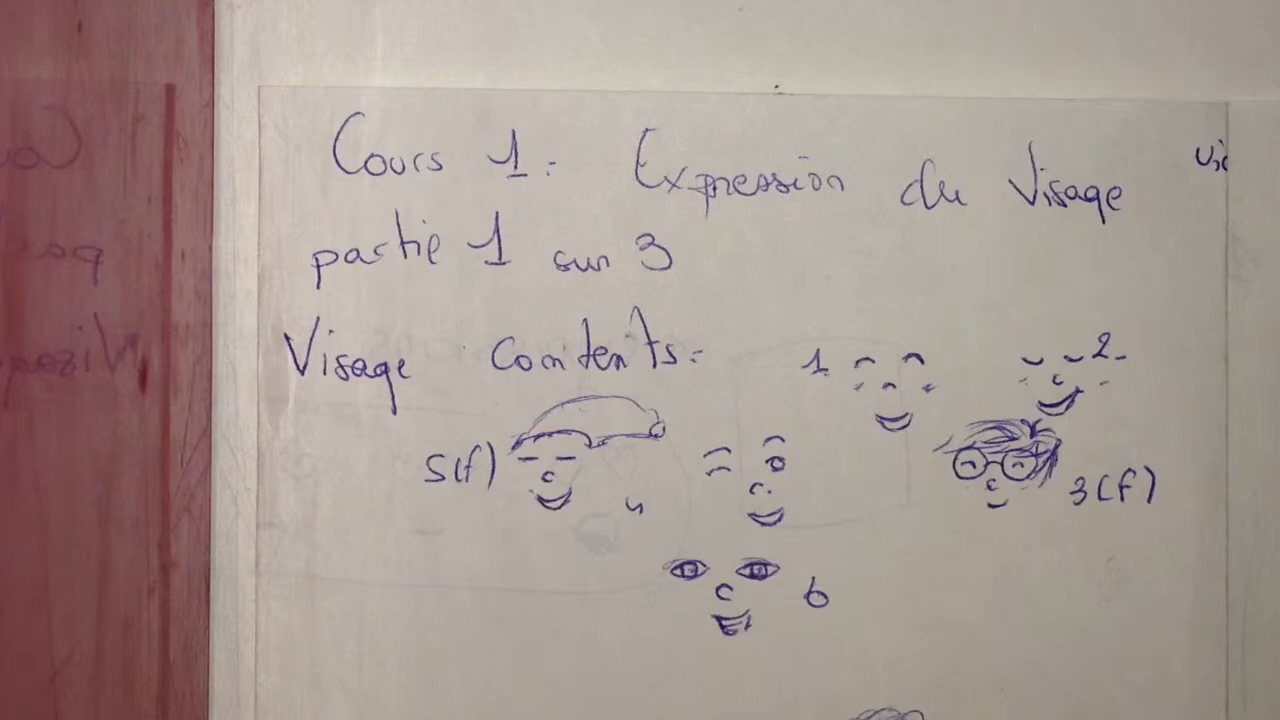 Cours 1: Expression du Visage
partie 1 sur 3
Visage contents:
1
2
5(f)
4
3(f)
6